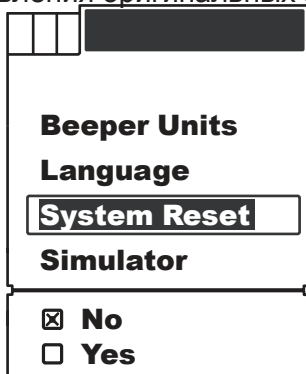 Beeper Units
Language
System Reset
Simulator
No
Yes